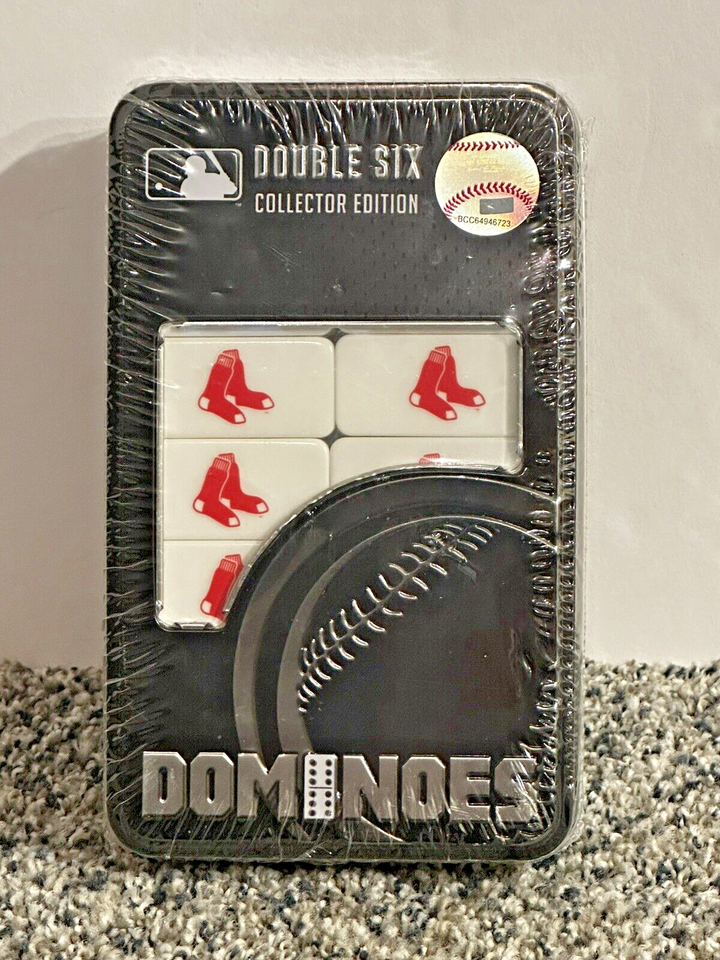 DOUBLE SIX
COLLECTOR EDITION
BCC64946723
DOMINOES